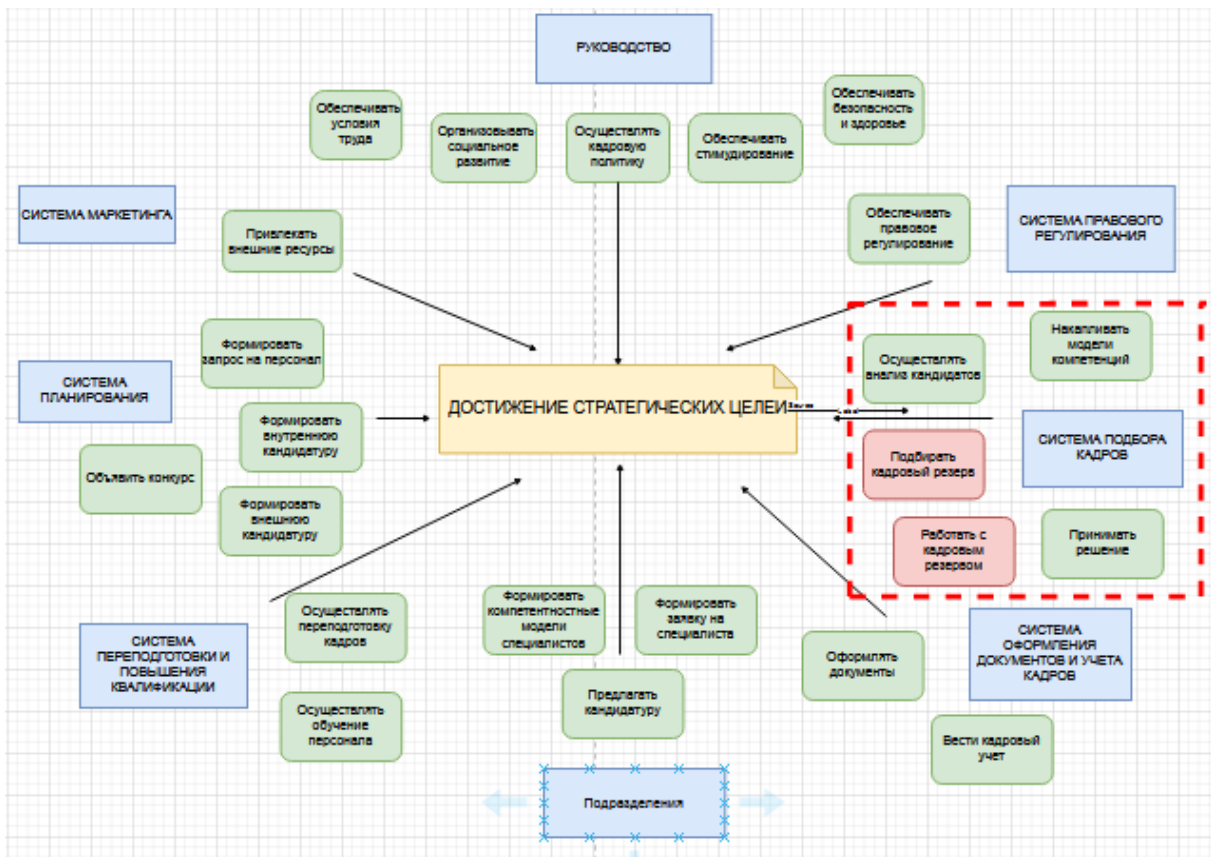 РУКОВОДСТВО
Обеспечивать
условия
труда
Организовывать
социальное
развитие
Осуществлять
кадровую
политику
Обеспечивать
стимудирование
Обеспечивать
безопасность
и здоровье
СИСТЕМА МАРКЕТИНГА
Привлекать
внешние ресурсы
Обеспечивать
правовое
регулирование
СИСТЕМА ПРАВОВОГО
РЕГУЛИРОВАНИЯ
Формировать
запрос на персонал
СИСТЕМА
ПЛАНИРОВАНИЯ
Формировать
внутреннюю
кандидатуру
Объявить конкурс
Формировать
внешнюю
кандидатуру
ДОСТИЖЕНИЕ СТРАТЕГИЧЕСКИХ ЦЕЛЕЙ
Осуществлять
анализ кандидатов
Накапливать
модели
компетенций
СИСТЕМА ПОДБОРА
КАДРОВ
Подбирать
кадровый резерв
Работать с
кадровым
резервом
Принимать
решение
СИСТЕМА
ПЕРЕПОДГОТОВКИ И
ПОВЫШЕНИЯ
КВАЛИФИКАЦИИ
Осуществлять
переподготовку
кадров
Осуществлять
обучение
персонала
Формировать
компетентностные
модели
специалистов
Формировать
заявку на
специалиста
Предлагать
кандидатуру
Оформлять
документы
СИСТЕМА
ОФОРМЛЕНИЯ
ДОКУМЕНТОВ И УЧЕТА
КАДРОВ
Вести кадровый
учет
Подразделения